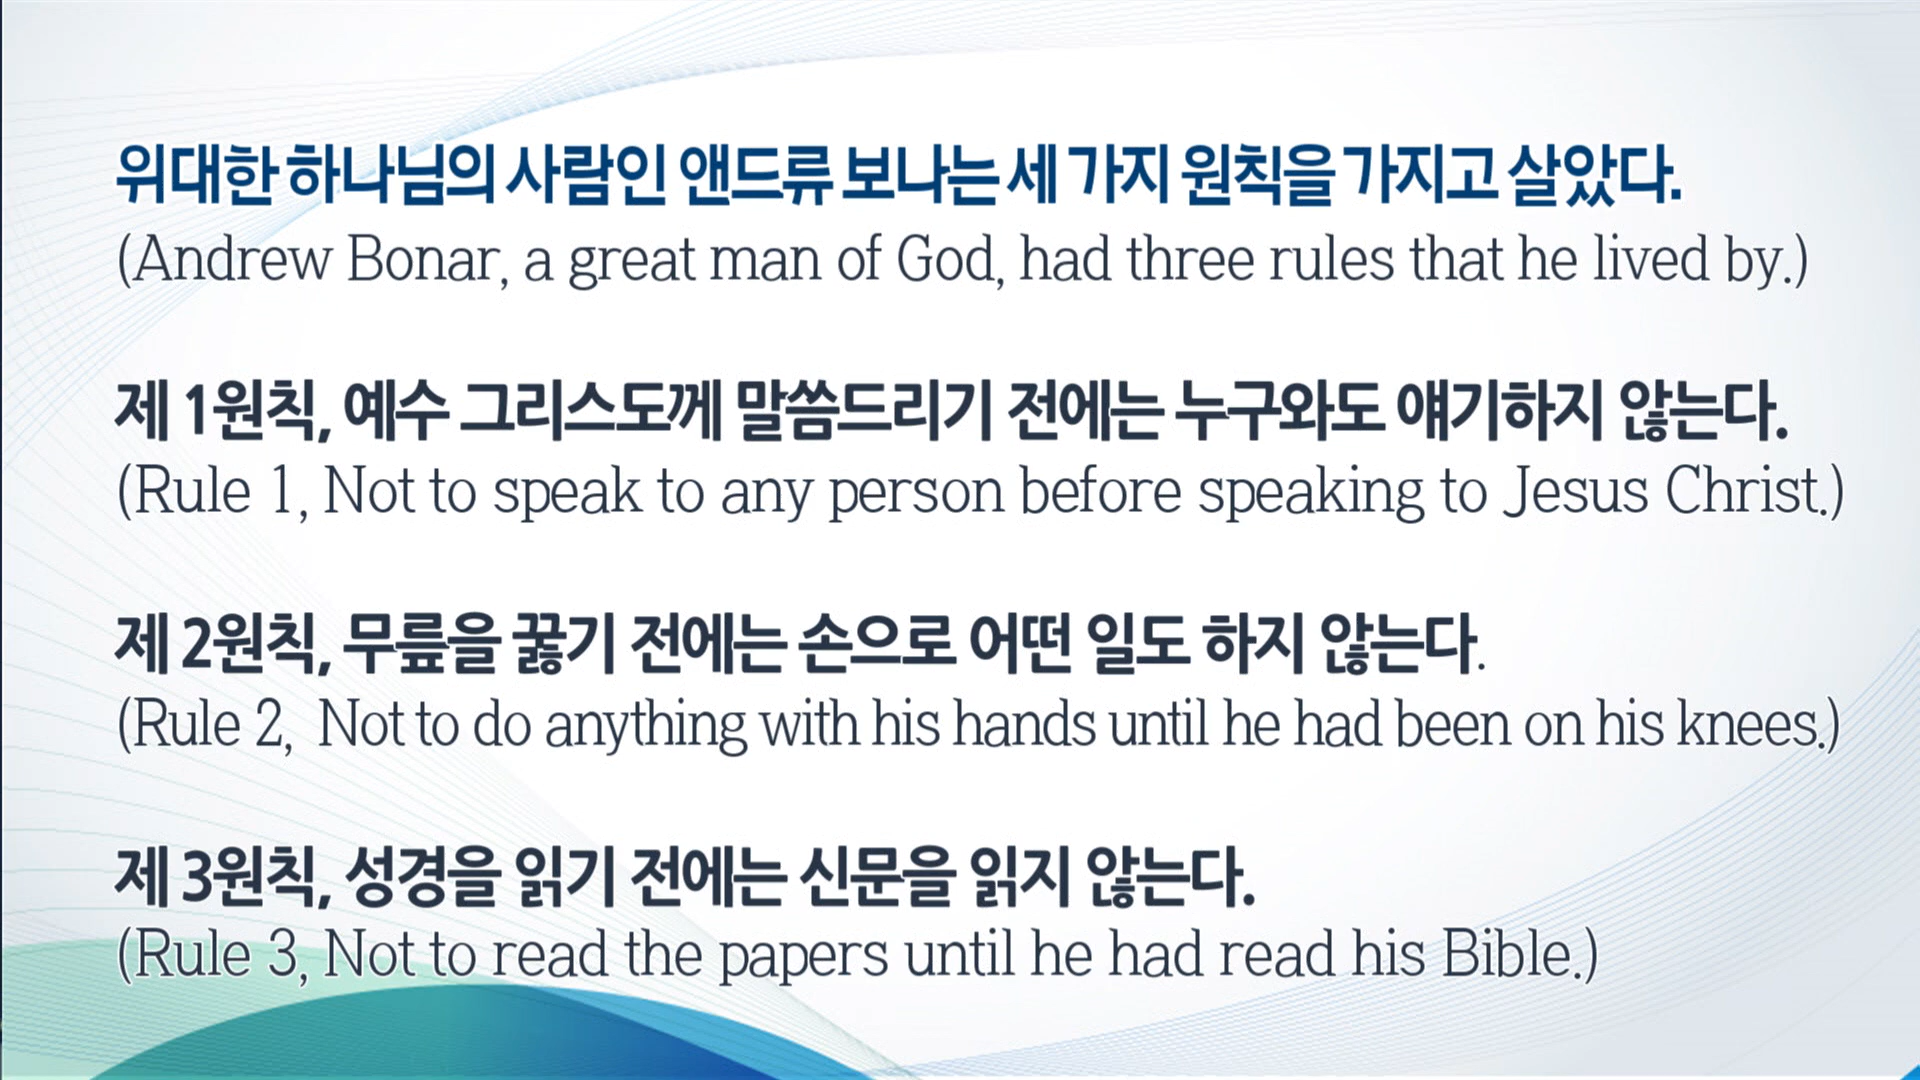 위대한 하나님의 사람인 앤드류 보나는 세 가지 원칙을 가지고 살았다.
(Andrew Bonar, a great man of God, had three rules that he lived by.)
제 1원칙, 예수 그리스도께 말씀드리기 전에는 누구와도 얘기하지 않는다.
(Rule 1, Not to speak to any person before speaking to Jesus Christ.)
제 2원칙, 무릎을 꿇기 전에는 손으로 어떤 일도 하지 않는다.
(Rule 2, Not to do anything with his hands until he had been on his knees.)
제 3원칙, 성경을 읽기 전에는 신문을 읽지 않는다.
(Rule 3, Not to read the papers until he had read his Bible.)